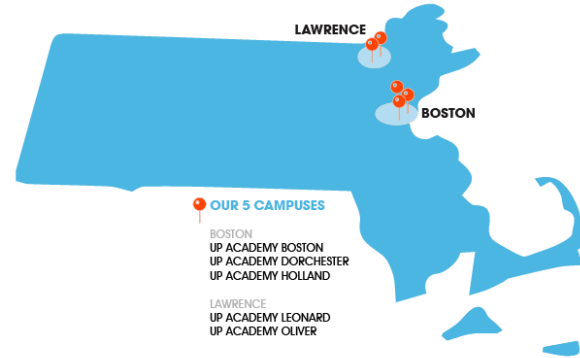 LAWRENCE
BOSTON
OUR 5 CAMPUSES
BOSTON
UP ACADEMY BOSTON
UP ACADEMY DORCHESTER
UP ACADEMY HOLLAND
LAWRENCE
UP ACADEMY LEONARD
UP ACADEMY OLIVER